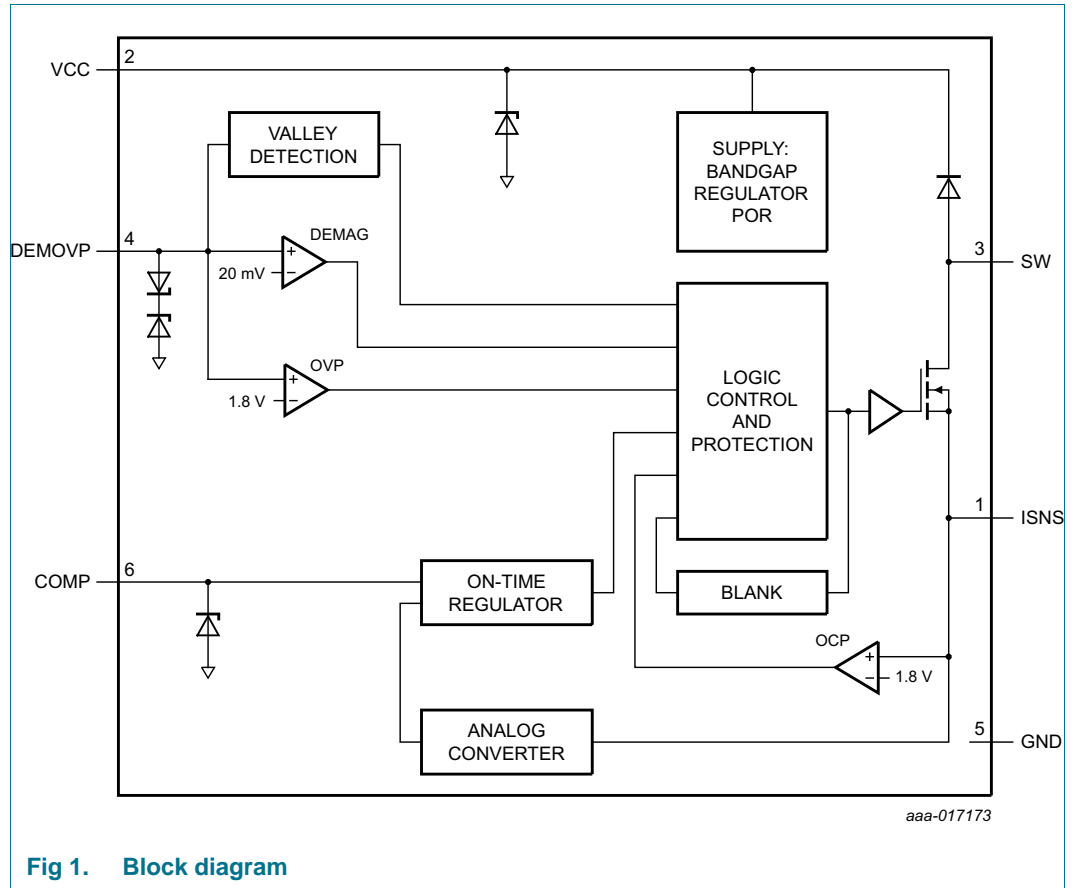 2
VCC
VALLEY
DETECTION
SUPPLY:
BANDGAP
REGULATOR
POR
4
DEMOVP
DEMAG
+
20 mV
−
3
SW
OVP
+
1.8 V
−
LOGIC
CONTROL
AND
PROTECTION
1
ISNS
6
COMP
ON-TIME
REGULATOR
BLANK
OCP
+
−
1.8 V
ANALOG
CONVERTER
5
GND
aaa-017173
Fig 1. Block diagram